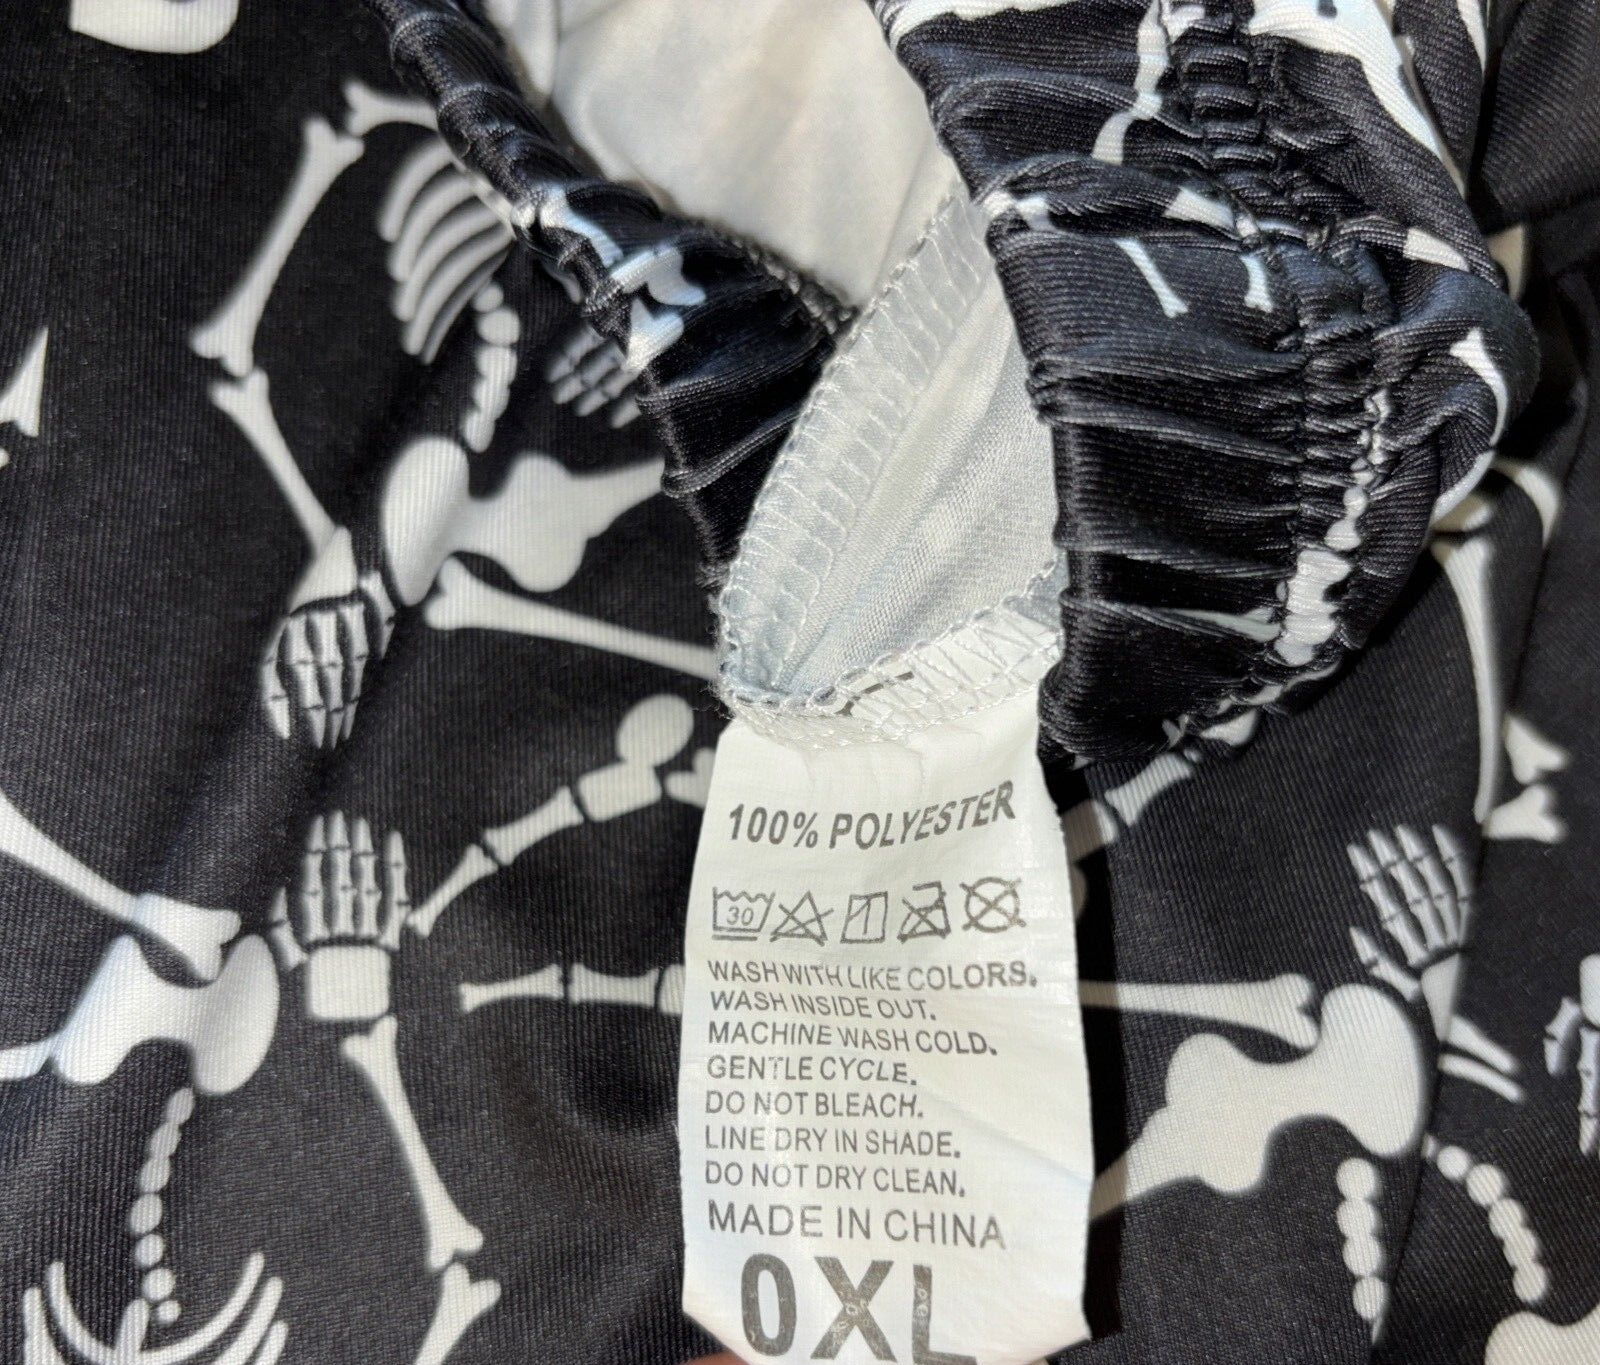 100% POLYESTER
30
WASH WITH LIKE COLORS.
WASH INSIDE OUT.
MACHINE WASH COLD.
GENTLE CYCLE.
DO NOT BLEACH.
LINE DRY IN SHADE.
DO NOT DRY CLEAN.
MADE IN CHINA
0XL